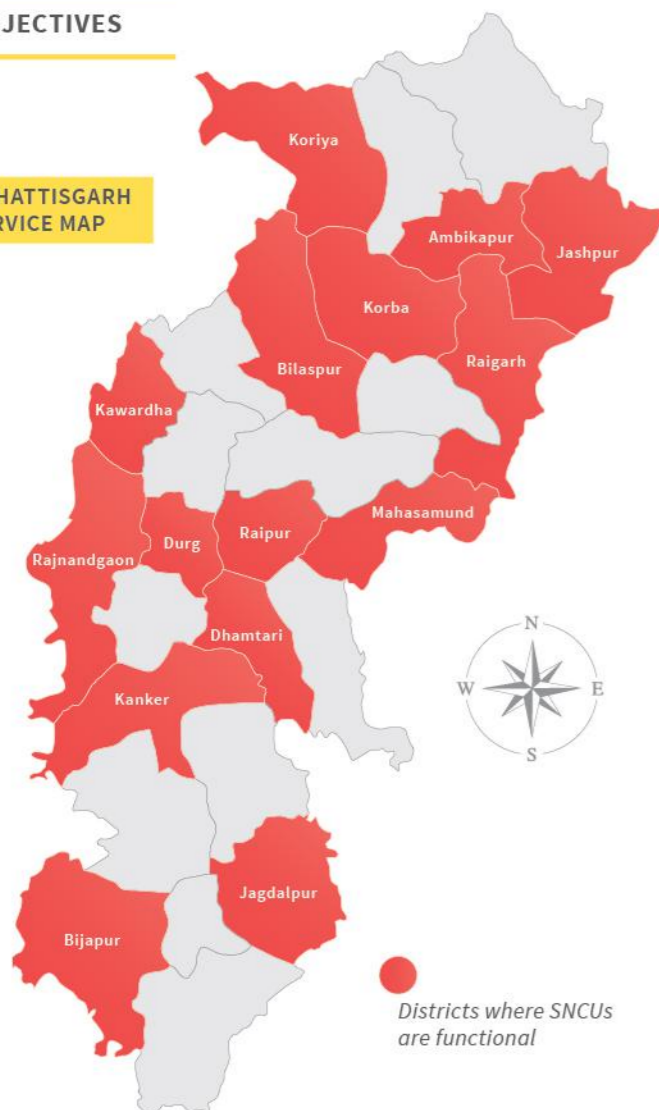 JECTIVES
HATTISGARH
RVICE MAP
Koriya
Ambikapur
Jashpur
Korba
Bilaspur
Raigarh
Kawardha
Mahasamund
Raipur
Durg
Rajnandgaon
Dhamtari
N
W
E
S
Kanker
Jagdalpur
Bijapur
Districts where SNCUs
are functional